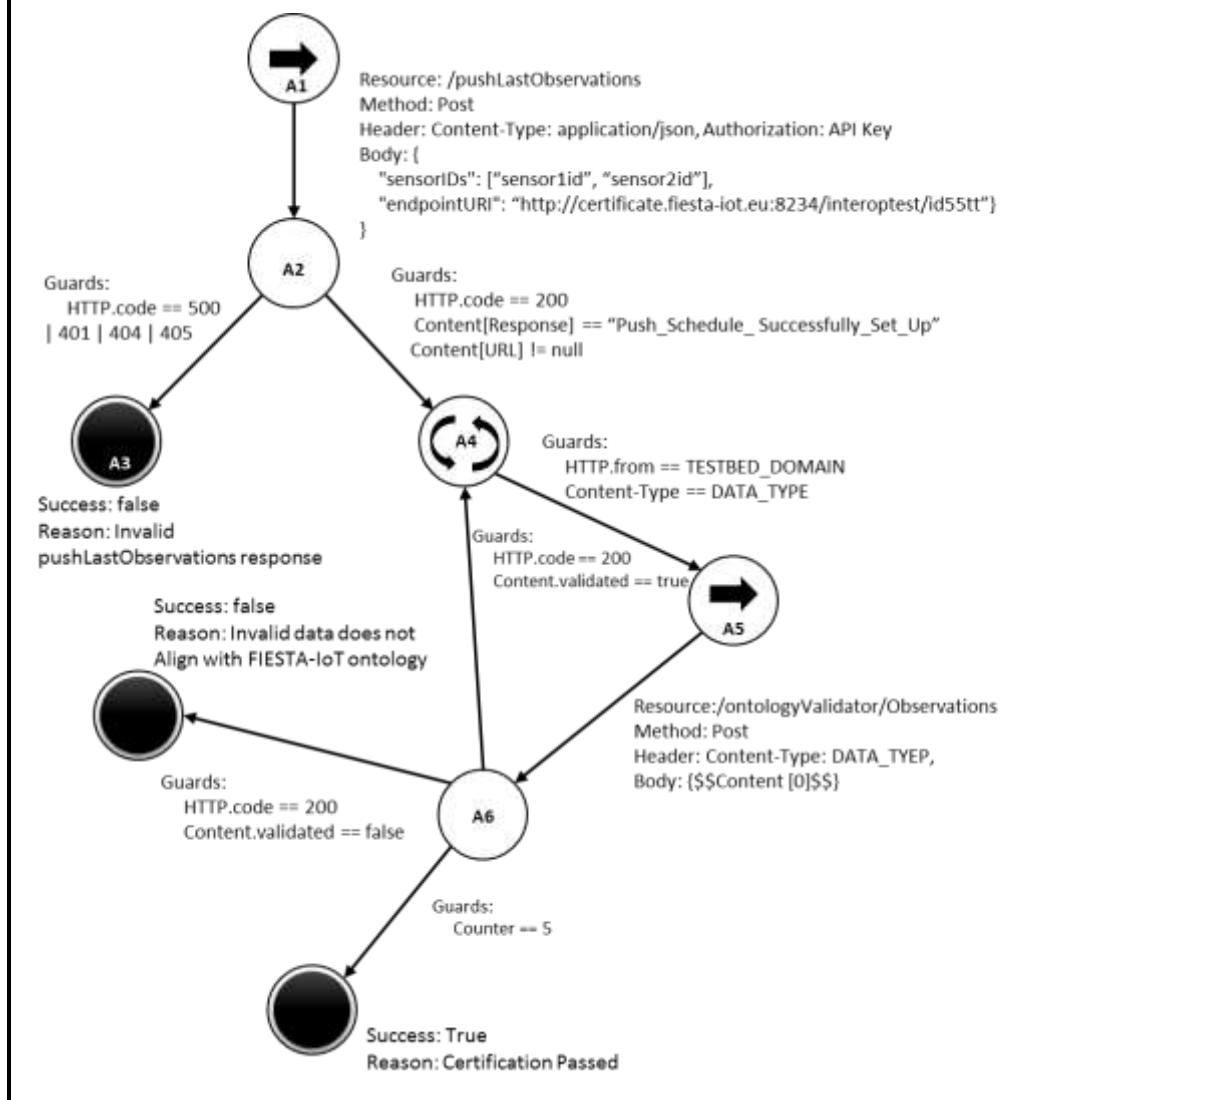 A1
Resource: /pushLastObservations
Method: Post
Header: Content-Type: application/json, Authorization: API Key
Body: {
"sensorIDs": [“sensor1id”, “sensor2id”],
"endpointURI": “http://certificate.fiesta-iot.eu:8234/interoptest/id55tt”}
}
A2
Guards:
HTTP.code == 500
| 401 | 404 | 405
Guards:
HTTP.code == 200
Content[Response] == “Push_Schedule_ Successfully_Set_Up”
Content[URL] != null
A3
Success: false
Reason: Invalid
pushLastObservations response
A4
Guards:
HTTP.from == TESTBED_DOMAIN
Content-Type == DATA_TYPE
Guards:
HTTP.code == 200
Content.validated == true
A5
Success: false
Reason: Invalid data does not
Align with FIESTA-IoT ontology
Resource:/ontologyValidator/Observations
Method: Post
Header: Content-Type: DATA_TYEP,
Body: {$$Content [0]$$}
Guards:
HTTP.code == 200
Content.validated == false
A6
Guards:
Counter == 5
Success: True
Reason: Certification Passed